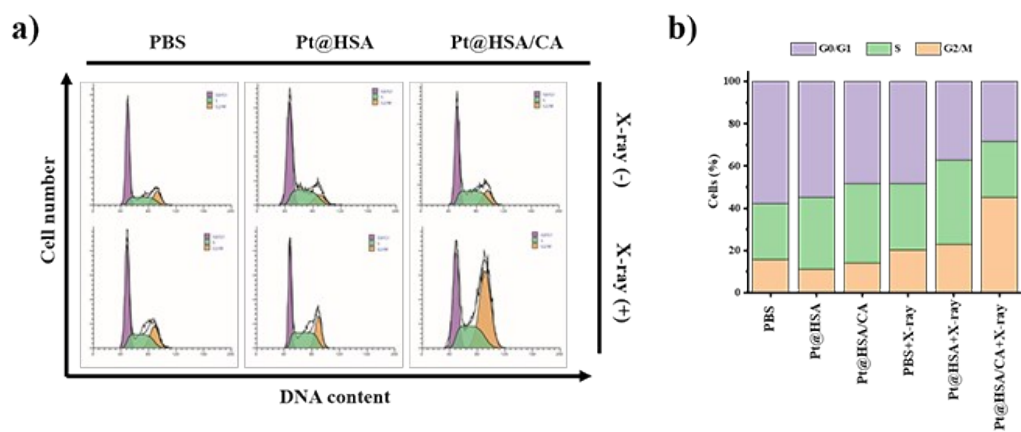 a)
PBS
Pt@HSA
Pt@HSA/CA
Cell number
X-ray (-)
X-ray (+)
DNA content
b)
G0/G1
S
G2/M
Cells (%)
100
80
60
40
20
0
PBS
Pt@HSA
Pt@HSA/CA
PBS+X-ray
Pt@HSA+X-ray
Pt@HSA/CA+X-ray